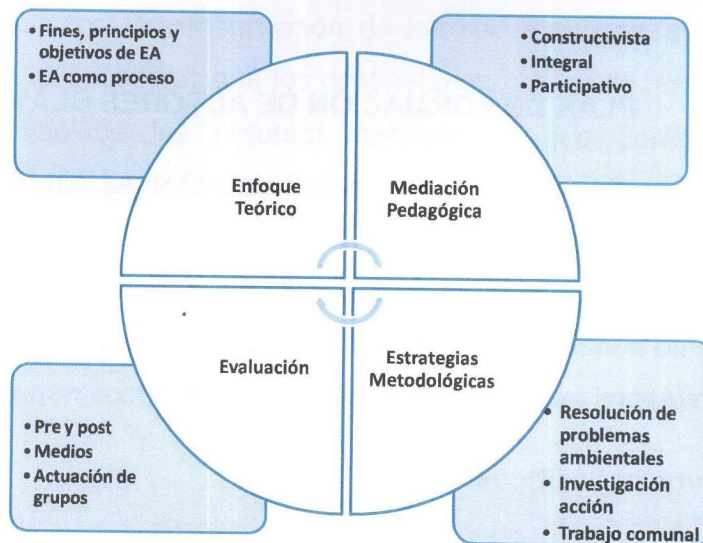 • Fines, principios y
objetivos de EA
• EA como proceso
• Constructivista
• Integral
• Participativo
Enfoque
Teórico
Mediación
Pedagógica
Evaluación
Estrategias
Metodológicas
• Pre y post
• Medios
• Actuación de
grupos
• Resolución de
problemas
ambientales
• Investigación
acción
• Trabajo comunal